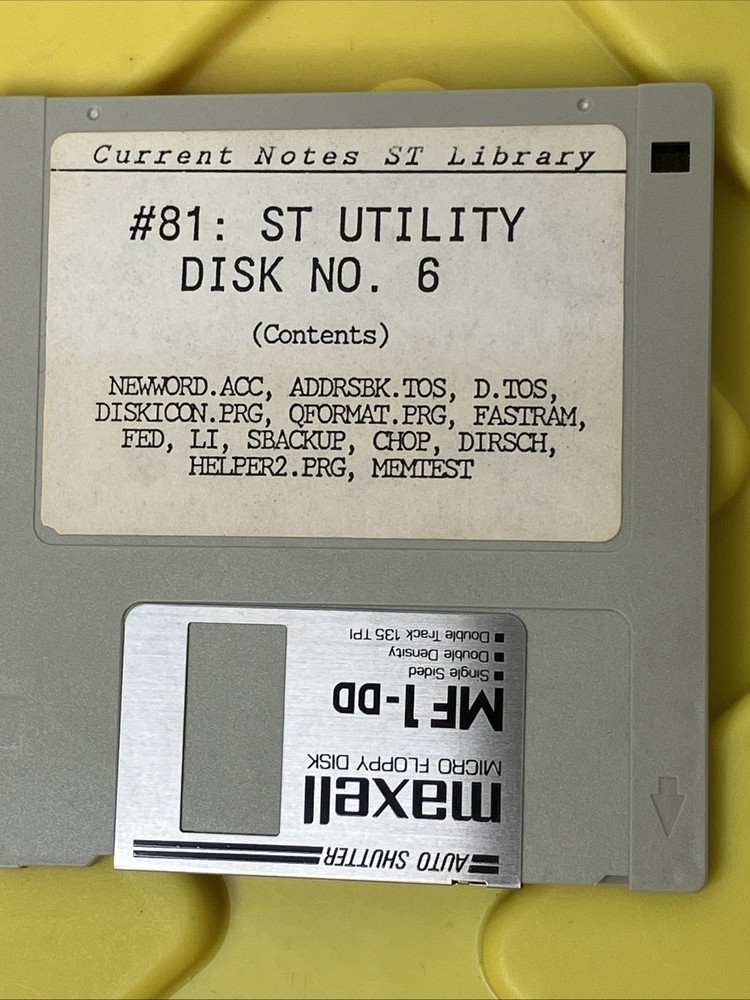 Current Notes ST Library
#81: ST UTILITY
DISK NO. 6
(Contents)
NEWWORD.ACC, ADDRSBK.TOS, D.TOS,
DISKICON.PRG, QFORMAT.PRG, FASTRAM,
FED, LI, SBACKUP, CHOP, DIRSCH,
HELPER2.PRG, MEMTEST
AUTO SHUTTER
maxell
MICRO FLOPPY DISK
MF1-DD
■ Single Sided
■ Double Density
■ Double Track 135 TPI